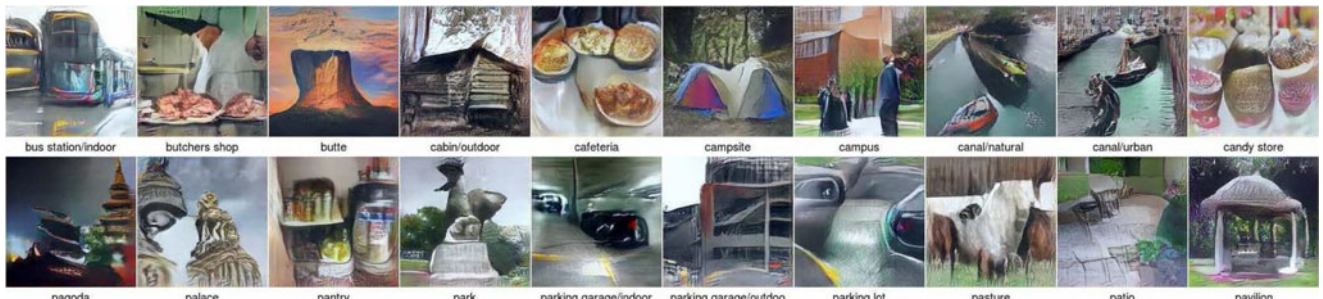 bus station/indoor butchers shop butte cabin/outdoor cafeteria campsite campus canal/natural canal/urban candy store
pagoda palace pantry park parking garage/indoor parking garage/outdoo parking lot pasture patio pavilion